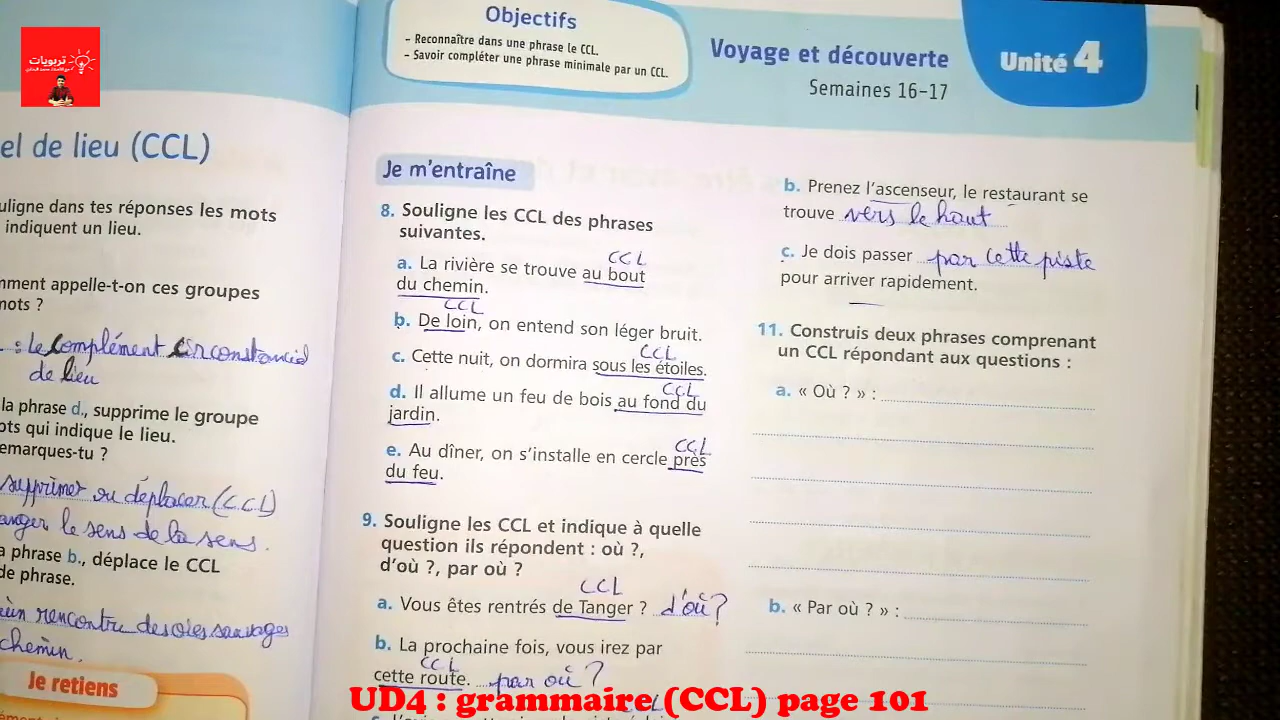 تربويات
el de lieu (CCL)
uligne dans tes réponses les mots
indiquent un lieu.
mment appelle-t-on ces groupes
mots ?
: le complément circonstanciel
de lieu
la phrase d., supprime le groupe
ots qui indique le lieu.
emarques-tu ?
supprimer ou déplacer (CCL)
anger le sens de la sens.
a phrase b., déplace le CCL
de phrase.
rencontre des oies sauvages
chemin.
Je retiens
Objectifs
- Reconnaître dans une phrase le CCL.
- Savoir compléter une phrase minimale par un CCL.
Voyage et découverte
Semaines 16-17
Unité 4
Je m'entraîne
8. Souligne les CCL des phrases
suivantes.
CCL
a. La rivière se trouve au bout
du chemin.
CCL
b. De loin, on entend son léger bruit.
CCL
c. Cette nuit, on dormira sous les étoiles.
CCL
d. Il allume un feu de bois au fond du
jardin.
CCL
e. Au dîner, on s'installe en cercle près
du feu.
9. Souligne les CCL et indique à quelle
question ils répondent : où ?,
d'où ?, par où ?
CCL
a. Vous êtes rentrés de Tanger ? d'où ?
b. La prochaine fois, vous irez par
CCL
cette route. par où ?
b. Prenez l'ascenseur, le restaurant se
trouve vers le haut
c. Je dois passer par cette piste
pour arriver rapidement.
11. Construis deux phrases comprenant
un CCL répondant aux questions :
a. « Où ? » :
b. « Par où ? » :
UD4 : grammaire (CCL) page 101